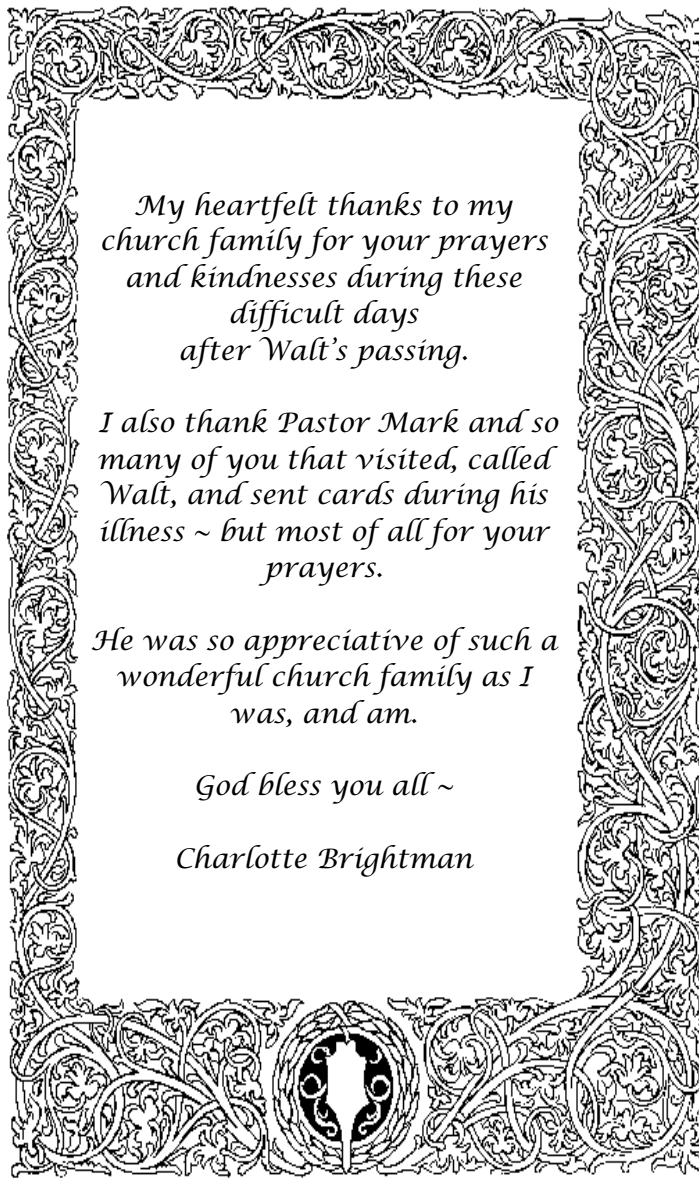 My heartfelt thanks to my
church family for your prayers
and kindnesses during these
difficult days
after Walt's passing.
I also thank Pastor Mark and so
many of you that visited, called
Walt, and sent cards during his
illness ~ but most of all for your
prayers.
He was so appreciative of such a
wonderful church family as I
was, and am.
God bless you all ~
Charlotte Brightman